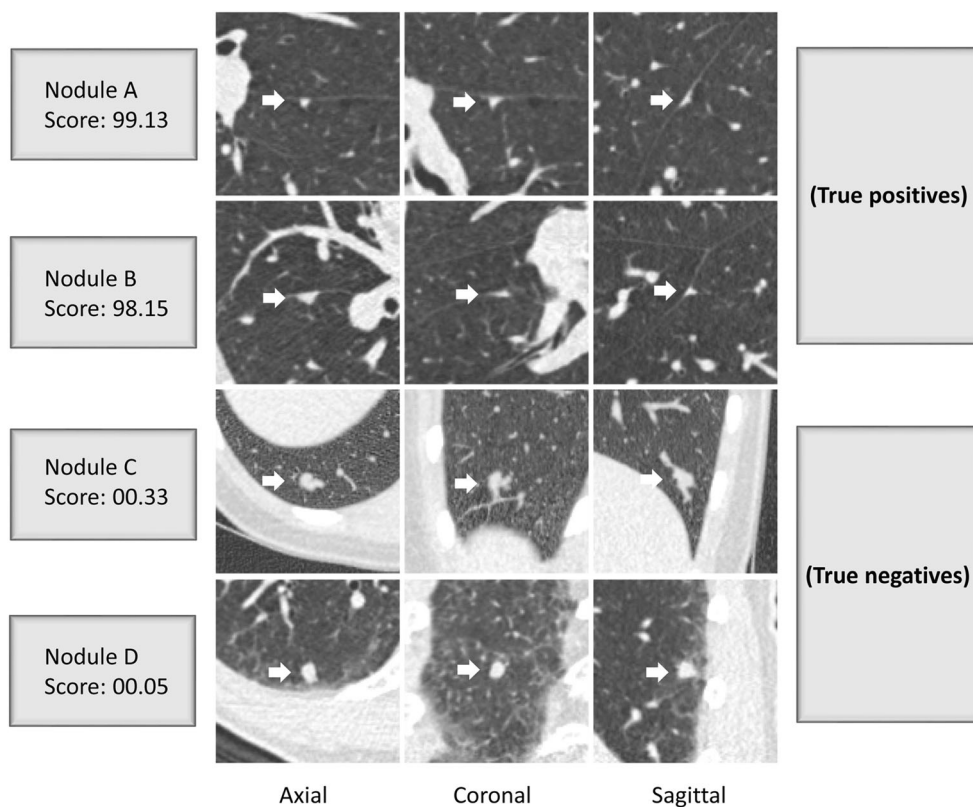 Nodule A
Score: 99.13
(True positives)
Nodule B
Score: 98.15
Nodule C
Score: 00.33
(True negatives)
Nodule D
Score: 00.05
Axial
Coronal
Sagittal